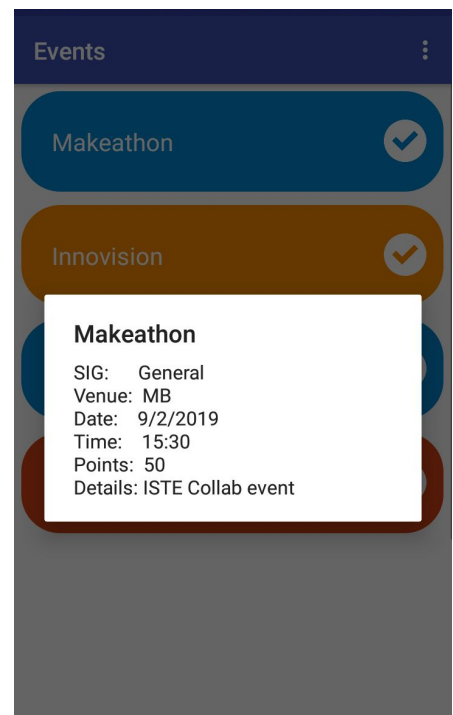 Events
Makeathon
Innovision
Makeathon
SIG: General
Venue: MB
Date: 9/2/2019
Time: 15:30
Points: 50
Details: ISTE Collab event